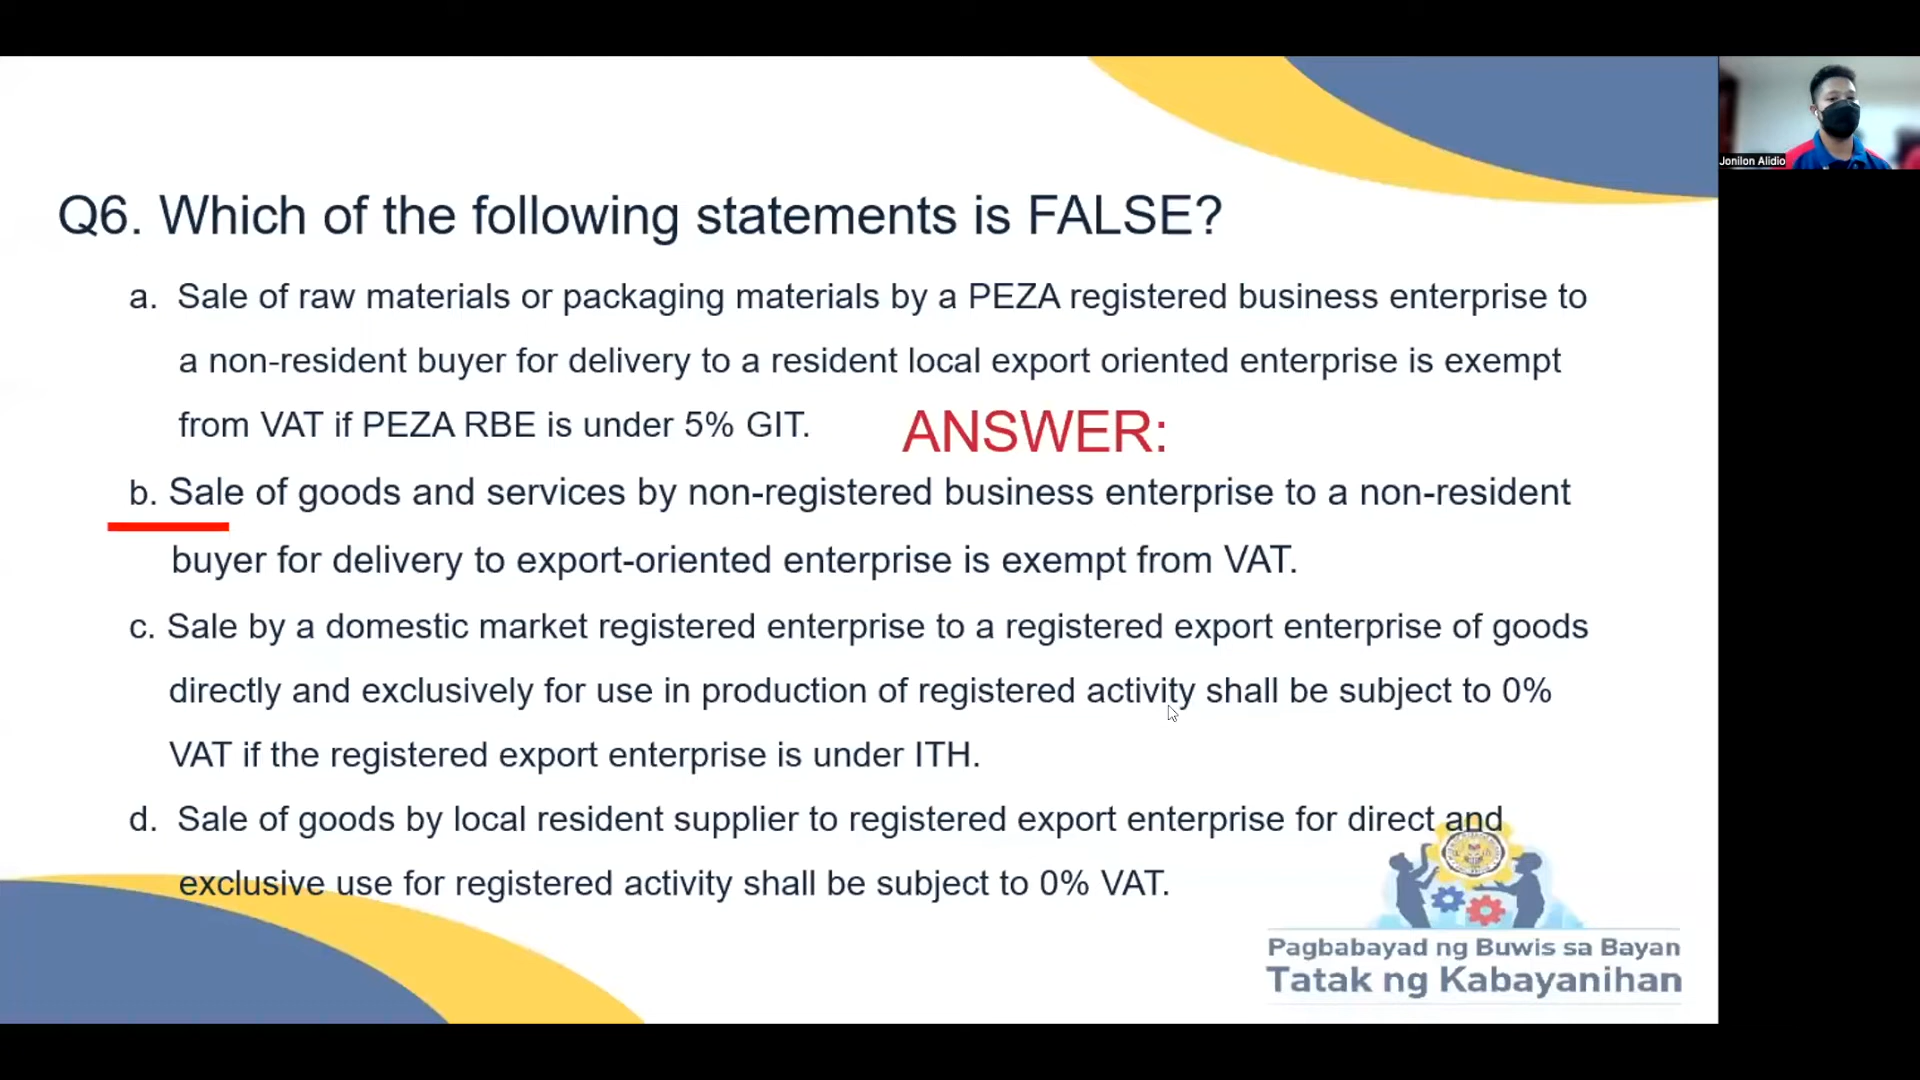 Q6. Which of the following statements is FALSE?
a. Sale of raw materials or packaging materials by a PEZA registered business enterprise to
a non-resident buyer for delivery to a resident local export oriented enterprise is exempt
from VAT if PEZA RBE is under 5% GIT.
ANSWER:
b. Sale of goods and services by non-registered business enterprise to a non-resident
buyer for delivery to export-oriented enterprise is exempt from VAT.
c. Sale by a domestic market registered enterprise to a registered export enterprise of goods
directly and exclusively for use in production of registered activity shall be subject to 0%
VAT if the registered export enterprise is under ITH.
d. Sale of goods by local resident supplier to registered export enterprise for direct and
exclusive use for registered activity shall be subject to 0% VAT.
Pagbabayad ng Buwis sa Bayan
Tatak ng Kabayanihan
Jonilon Alidio